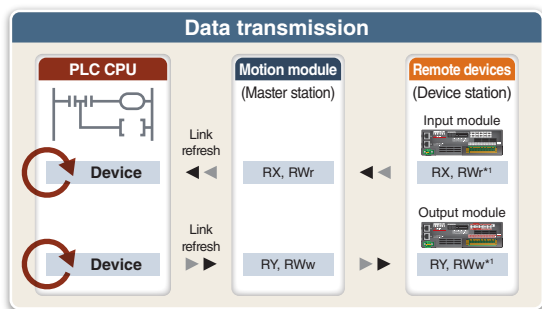 Data transmission
PLC CPU
Motion module
(Master station)
Remote devices
(Device station)
Input module
Link
refresh
Device
RX, RWr
RX, RWr*1
Output module
Link
refresh
Device
RY, RWw
RY, RWw*1